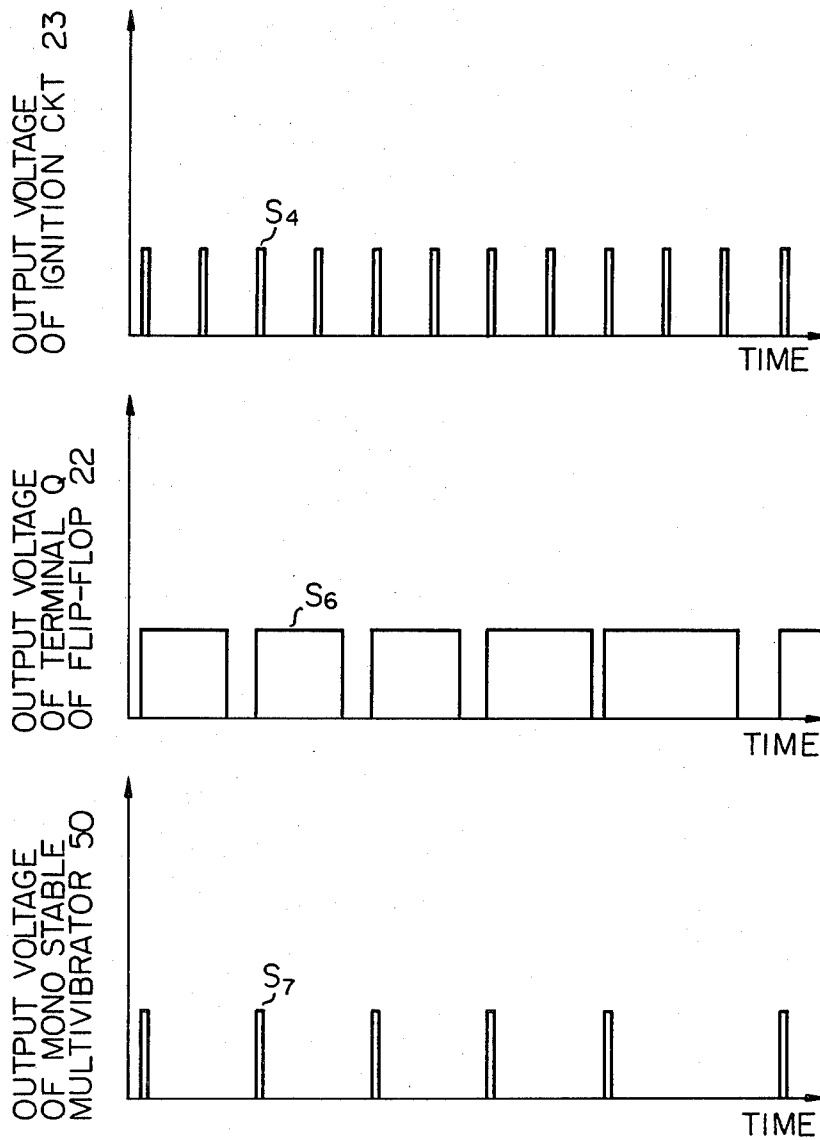 OUTPUT VOLTAGE
OF IGNITION CKT 23
S4
TIME
OUTPUT VOLTAGE
OF TERMINAL Q
OF FLIP-FLOP 22
S6
TIME
OUTPUT VOLTAGE
OF MONO STABLE
MULTIVIBRATOR 50
S7
TIME